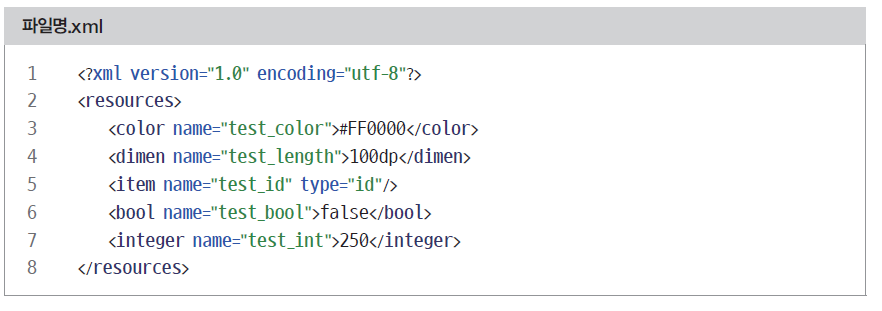 파일명.xml
1 <?xml version="1.0" encoding="utf-8"?>
2 <resources>
3 <color name="test_color">#FF0000</color>
4 <dimen name="test_length">100dp</dimen>
5 <item name="test_id" type="id"/>
6 <bool name="test_bool">false</bool>
7 <integer name="test_int">250</integer>
8 </resources>